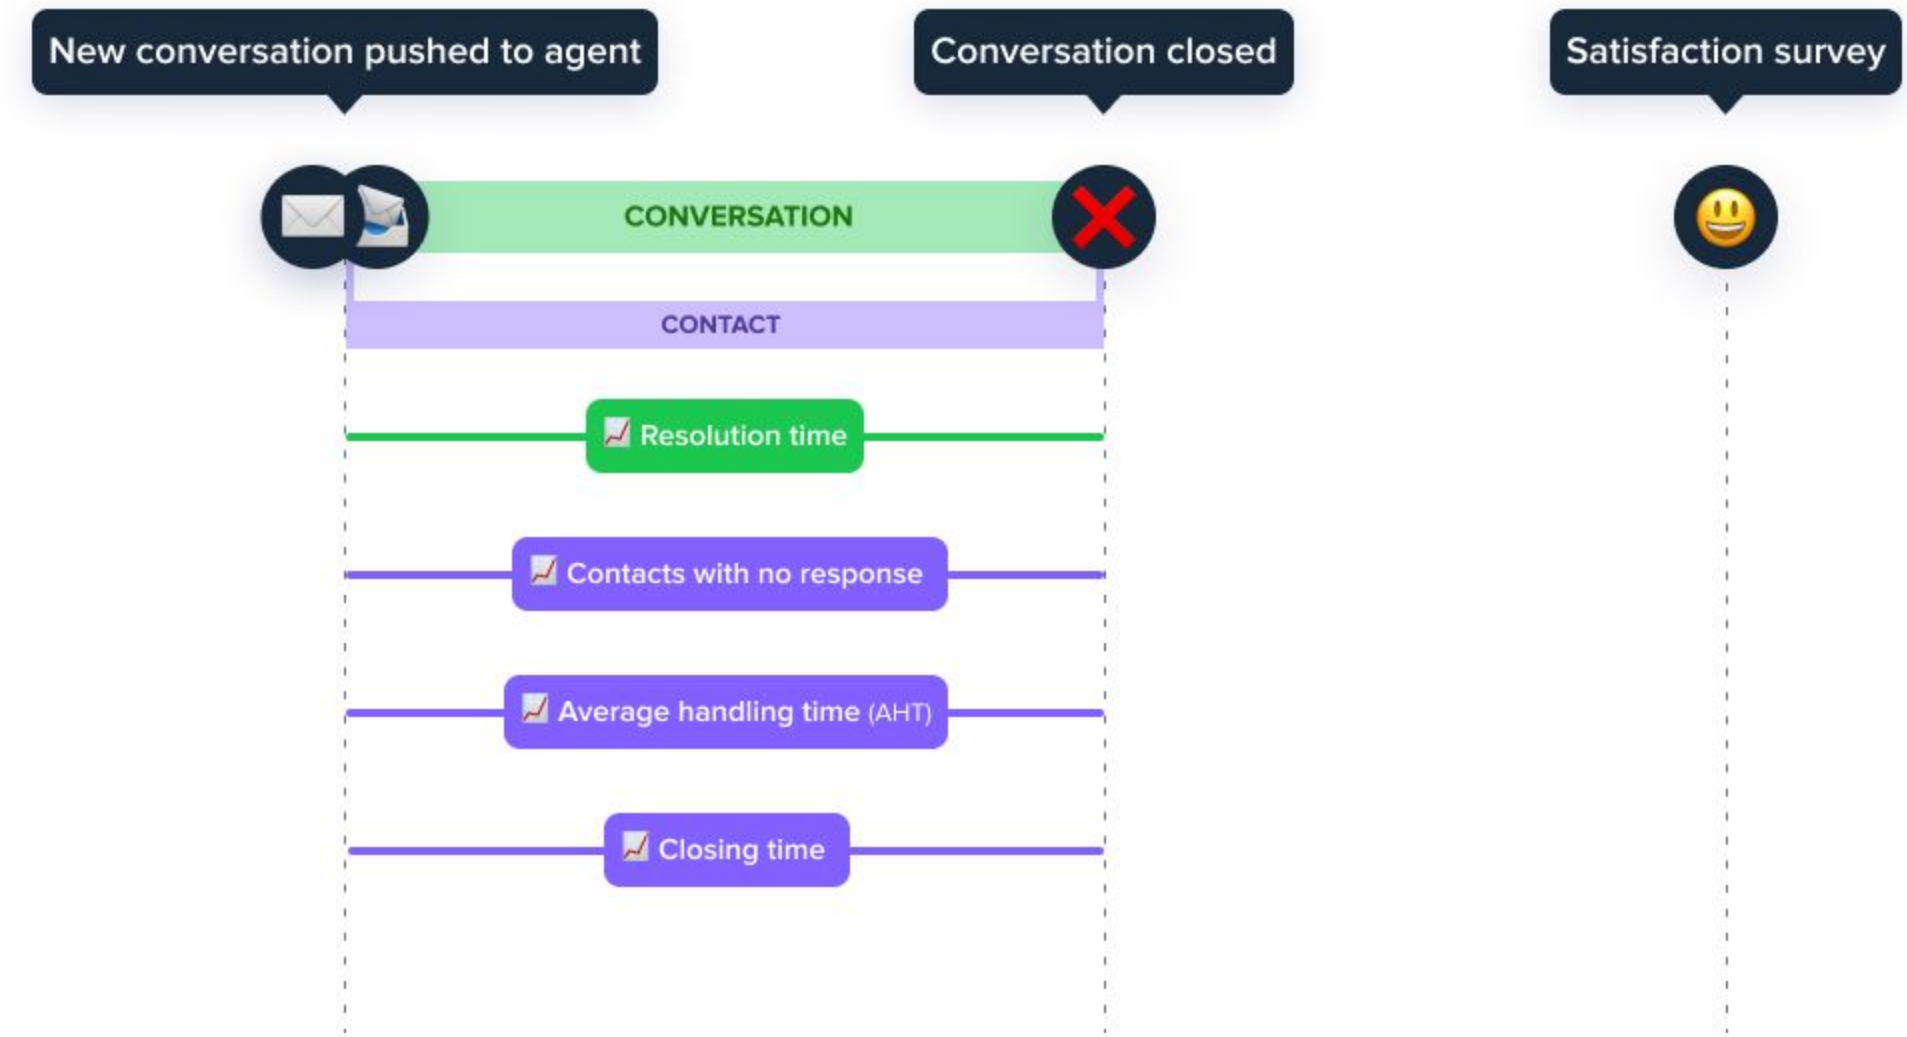 New conversation pushed to agent
Conversation closed
Satisfaction survey
CONVERSATION
CONTACT
Resolution time
Contacts with no response
Average handling time (AHT)
Closing time